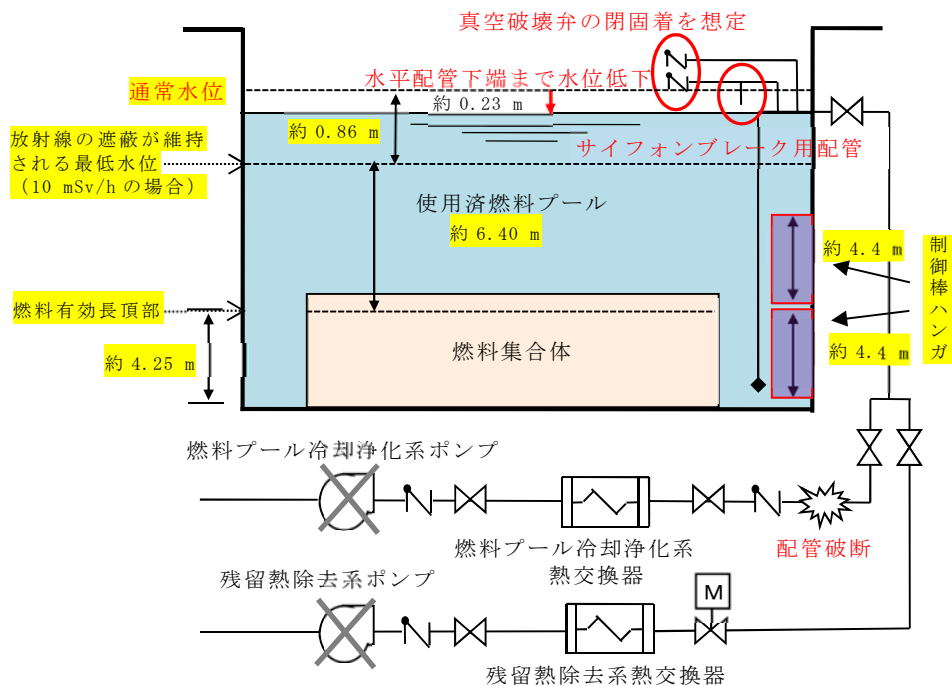 真空破壊弁の閉固着を想定
水平配管下端まで水位低下
通常水位
約 0.23 m
約 0.86 m
放射線の遮蔽が維持
される最低水位
（10 mSv/h の場合）
サイフォンブレーク用配管
使用済燃料プール
約 6.40 m
約 4.4 m
制御棒ハンガ
燃料有効長頂部
約 4.25 m
燃料集合体
約 4.4 m
燃料プール冷却浄化系ポンプ
燃料プール冷却浄化系
熱交換器
配管破断
残留熱除去系ポンプ
M
残留熱除去系熱交換器